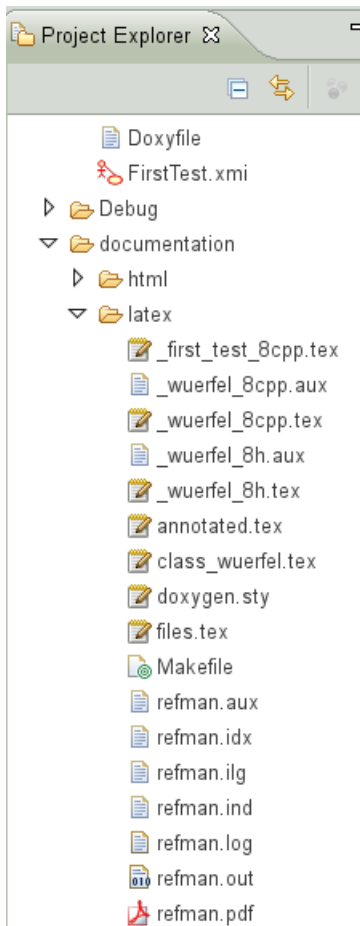 Project Explorer
Doxyfile
FirstTest.xmi
Debug
documentation
html
latex
_first_test_8cpp.tex
_wuerfel_8cpp.aux
_wuerfel_8cpp.tex
_wuerfel_8h.aux
_wuerfel_8h.tex
annotated.tex
class_wuerfel.tex
doxygen.sty
files.tex
Makefile
refman.aux
refman.idx
refman.ilg
refman.ind
refman.log
010 refman.out
refman.pdf